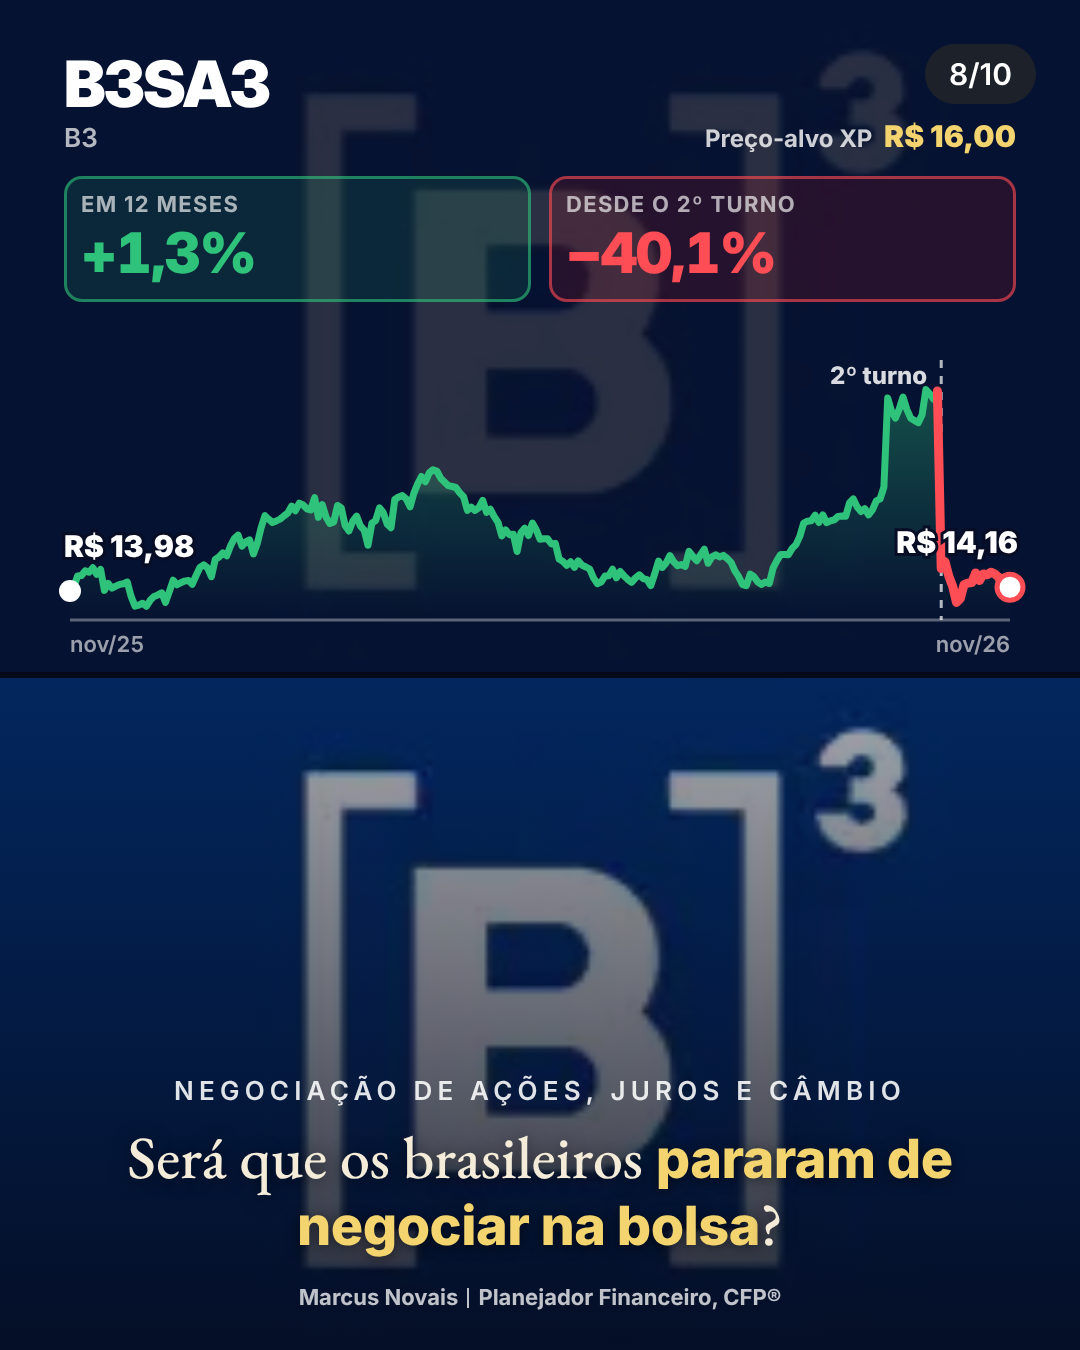 B3SA3
8/10
B3
Preço-alvo XP R$ 16,00
EM 12 MESES
+1,3%
DESDE O 2º TURNO
−40,1%
2º turno
R$ 13,98
R$ 14,16
nov/25
nov/26
[B]3
NEGOCIAÇÃO DE AÇÕES, JUROS E CÂMBIO
Será que os brasileiros pararam de
negociar na bolsa?
Marcus Novais | Planejador Financeiro, CFP®